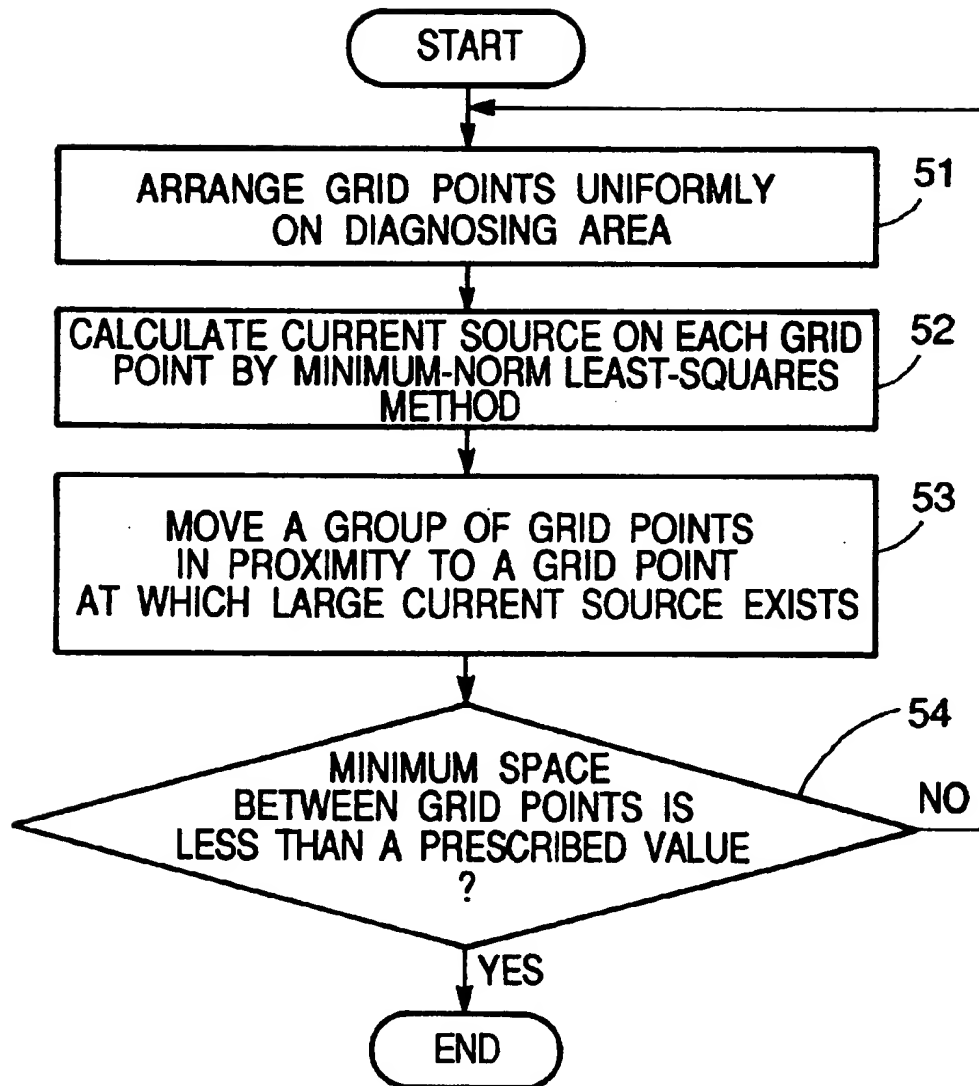 START
ARRANGE GRID POINTS UNIFORMLY
ON DIAGNOSING AREA
51
CALCULATE CURRENT SOURCE ON EACH GRID
POINT BY MINIMUM-NORM LEAST-SQUARES
METHOD
52
MOVE A GROUP OF GRID POINTS
IN PROXIMITY TO A GRID POINT
AT WHICH LARGE CURRENT SOURCE EXISTS
53
MINIMUM SPACE
BETWEEN GRID POINTS IS
LESS THAN A PRESCRIBED VALUE
?
54
NO
YES
END